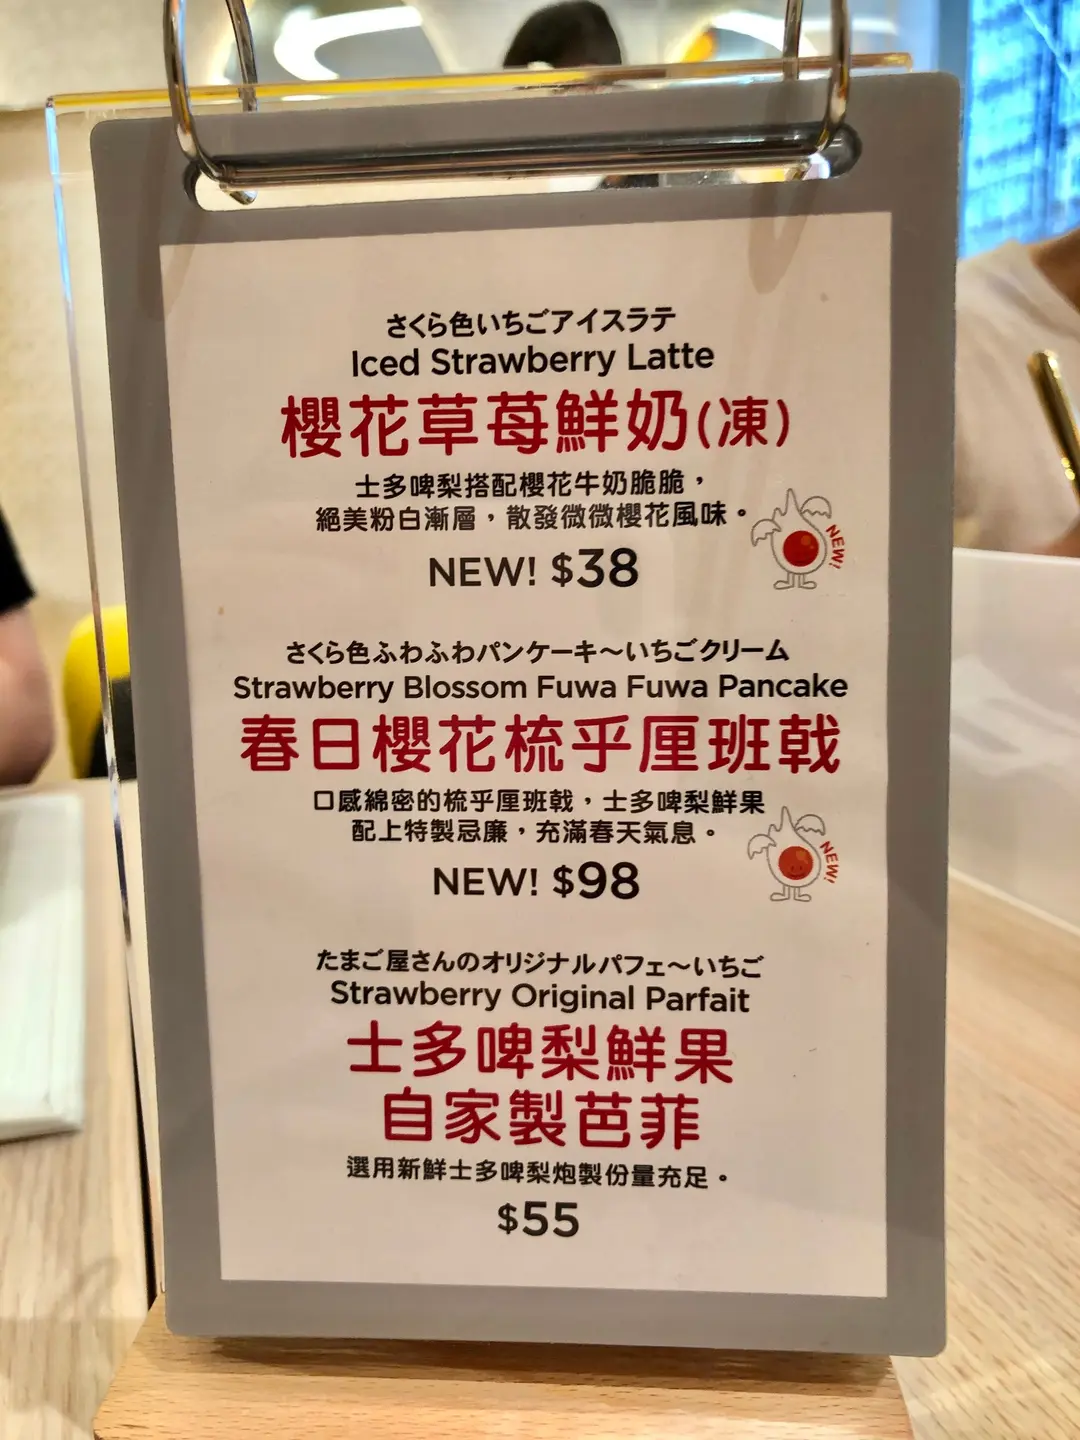 さくら色いちごアイスラテ
Iced Strawberry Latte
櫻花草莓鮮奶(凍)
士多啤梨搭配櫻花牛奶脆脆，
絕美粉白漸層，散發微微櫻花風味。
NEW! $38
NEW!
さくら色ふわふわパンケーキ～いちごクリーム
Strawberry Blossom Fuwa Fuwa Pancake
春日櫻花梳乎厘班戟
口感綿密的梳乎厘班戟，士多啤梨鮮果
配上特製忌廉，充滿春天氣息。
NEW! $98
NEW!
たまご屋さんのオリジナルパフェ～いちご
Strawberry Original Parfait
士多啤梨鮮果
自家製芭菲
選用新鮮士多啤梨炮製份量充足。
$55